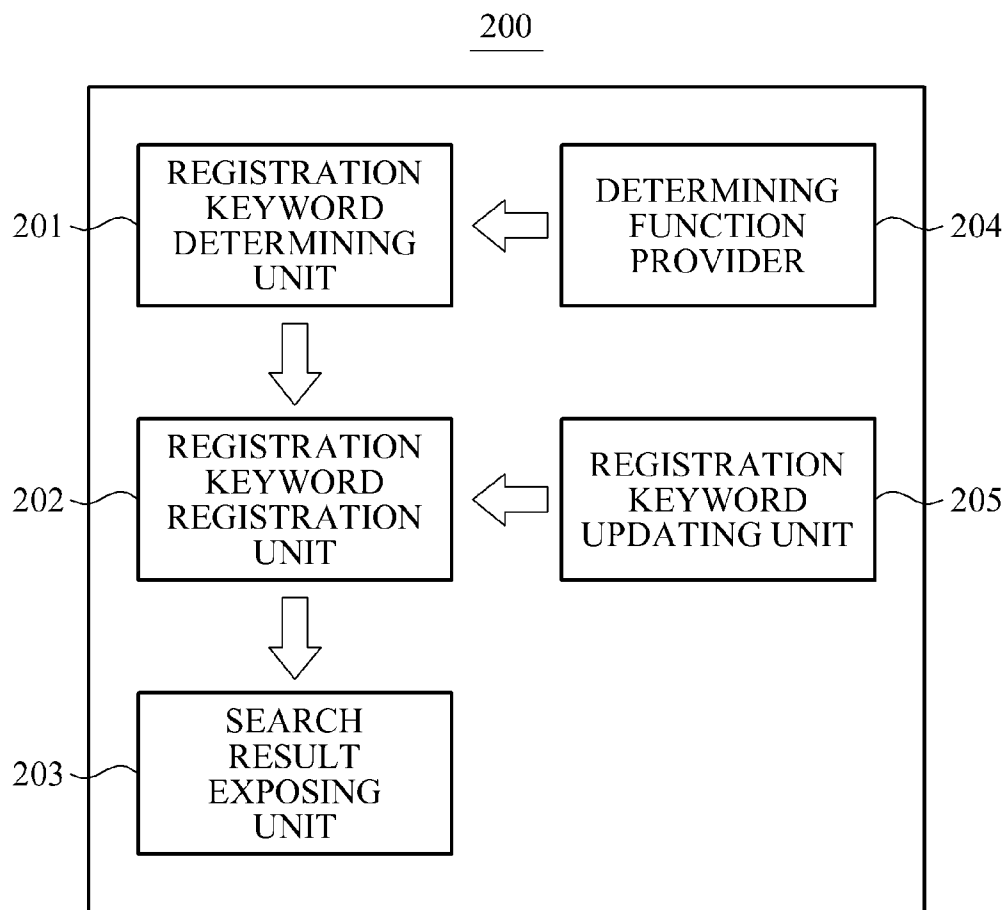 200
201
REGISTRATION
KEYWORD
DETERMINING
UNIT
DETERMINING
FUNCTION
PROVIDER
204
202
REGISTRATION
KEYWORD
REGISTRATION
UNIT
REGISTRATION
KEYWORD
UPDATING UNIT
205
203
SEARCH
RESULT
EXPOSING
UNIT